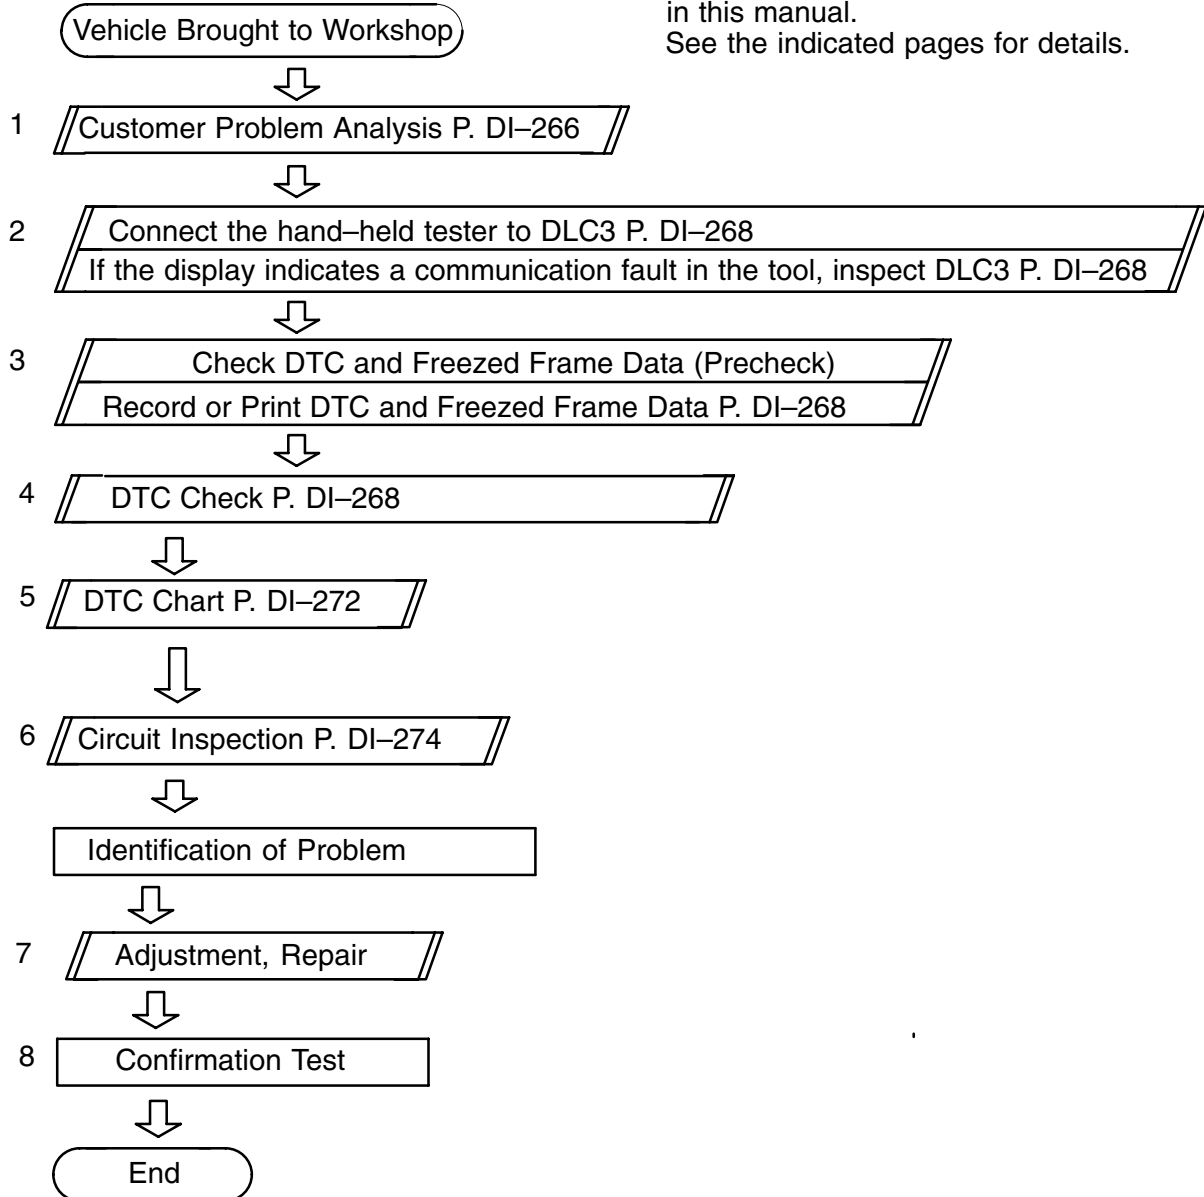 in this manual.
See the indicated pages for details.
Vehicle Brought to Workshop
1 Customer Problem Analysis P. DI–266
2 Connect the hand–held tester to DLC3 P. DI–268
If the display indicates a communication fault in the tool, inspect DLC3 P. DI–268
3 Check DTC and Freezed Frame Data (Precheck)
Record or Print DTC and Freezed Frame Data P. DI–268
4 DTC Check P. DI–268
5 DTC Chart P. DI–272
6 Circuit Inspection P. DI–274
Identification of Problem
7 Adjustment, Repair
8 Confirmation Test
End